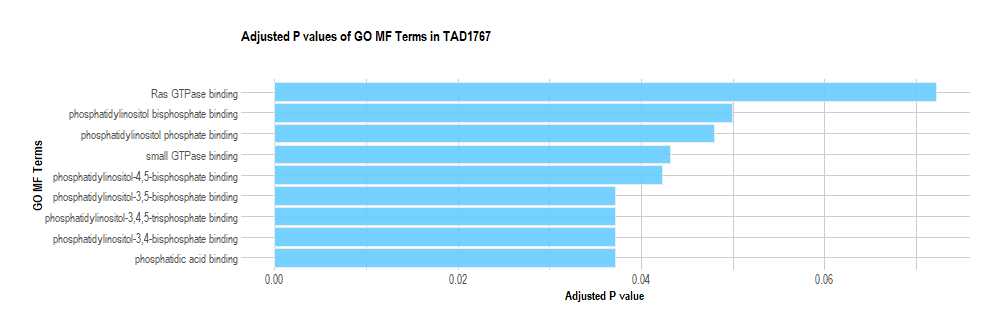 Adjusted P values of GO MF Terms in TAD1767
GO MF Terms
Ras GTPase binding
phosphatidylinositol bisphosphate binding
phosphatidylinositol phosphate binding
small GTPase binding
phosphatidylinositol-4,5-bisphosphate binding
phosphatidylinositol-3,5-bisphosphate binding
phosphatidylinositol-3,4,5-trisphosphate binding
phosphatidylinositol-3,4-bisphosphate binding
phosphatidic acid binding
0.00 0.02 0.04 0.06
Adjusted P value